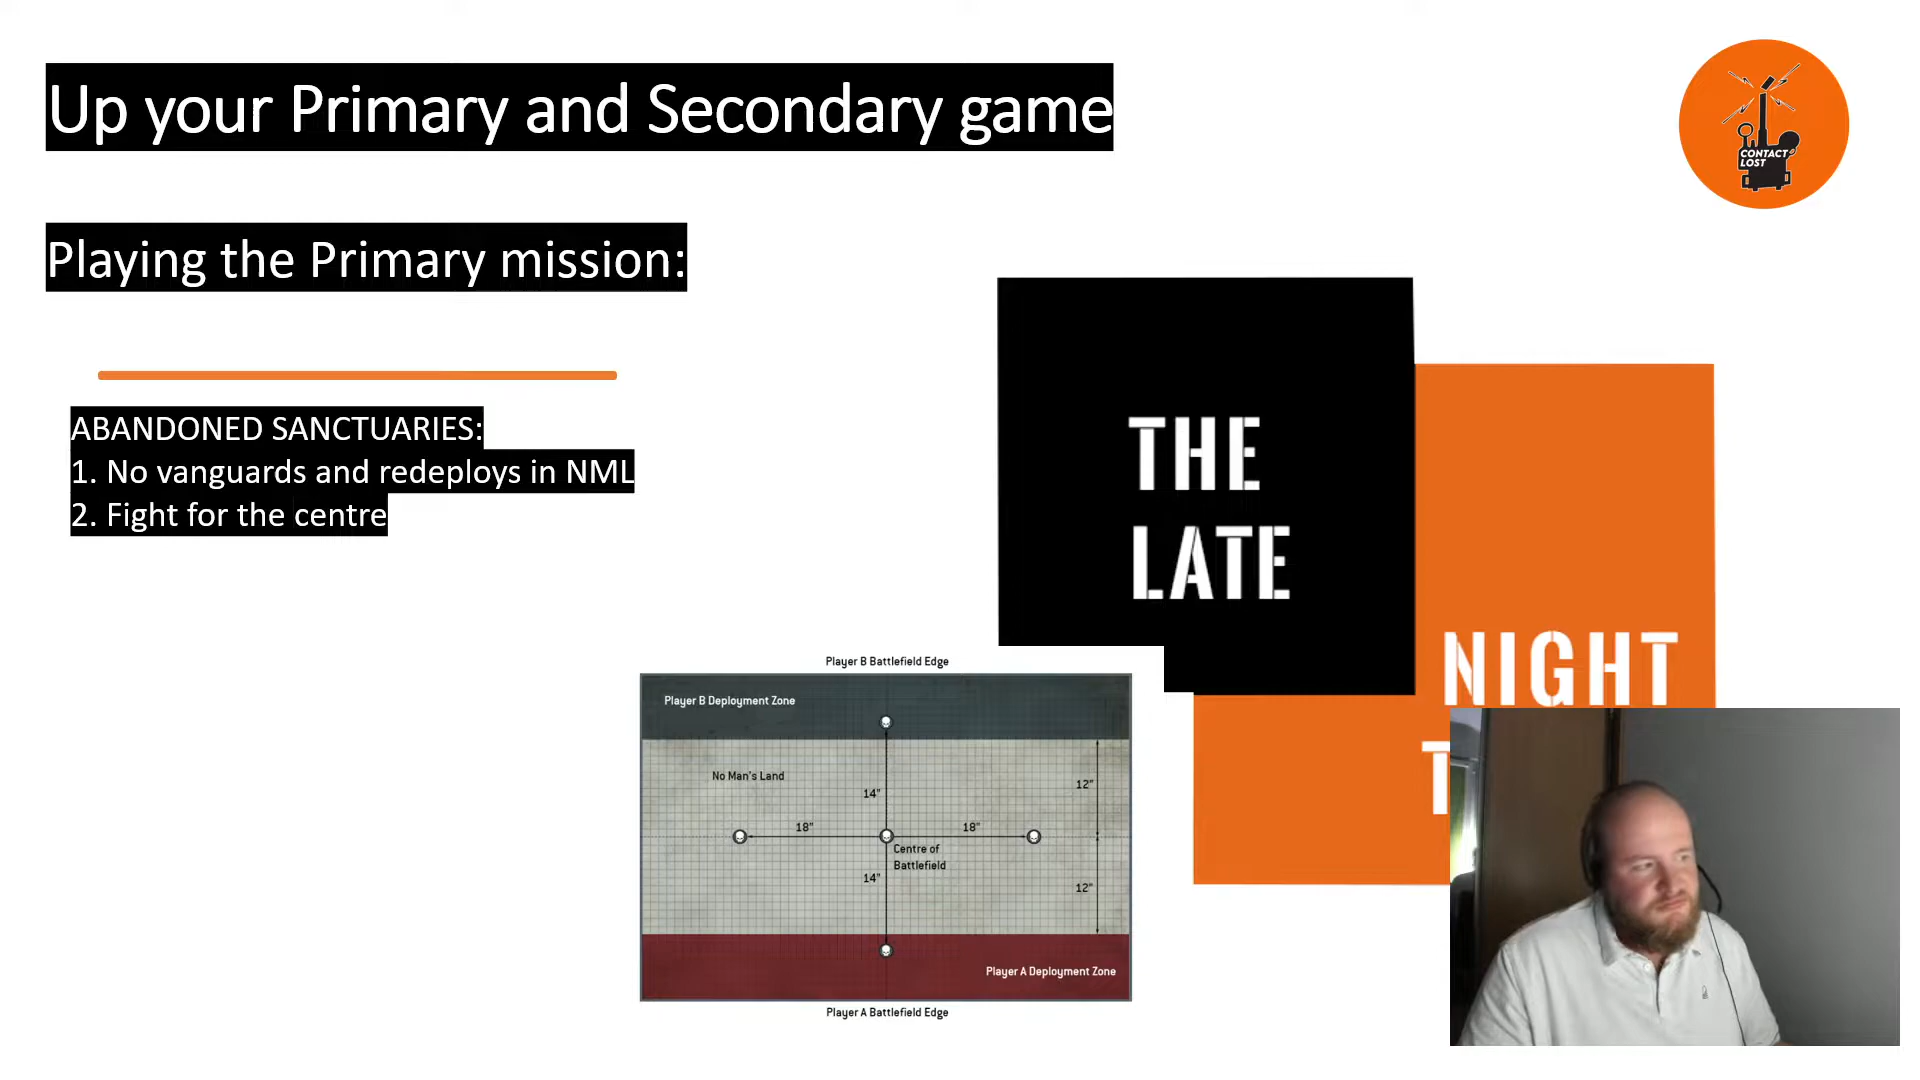 Up your Primary and Secondary game
CONTACT
LOST
Playing the Primary mission:
ABANDONED SANCTUARIES:
1. No vanguards and redeploys in NML
2. Fight for the centre
THE
LATE
NIGHT
T
Player B Battlefield Edge
Player B Deployment Zone
No Man's Land
14"
12"
18"
18"
Centre of
Battlefield
14"
12"
Player A Deployment Zone
Player A Battlefield Edge